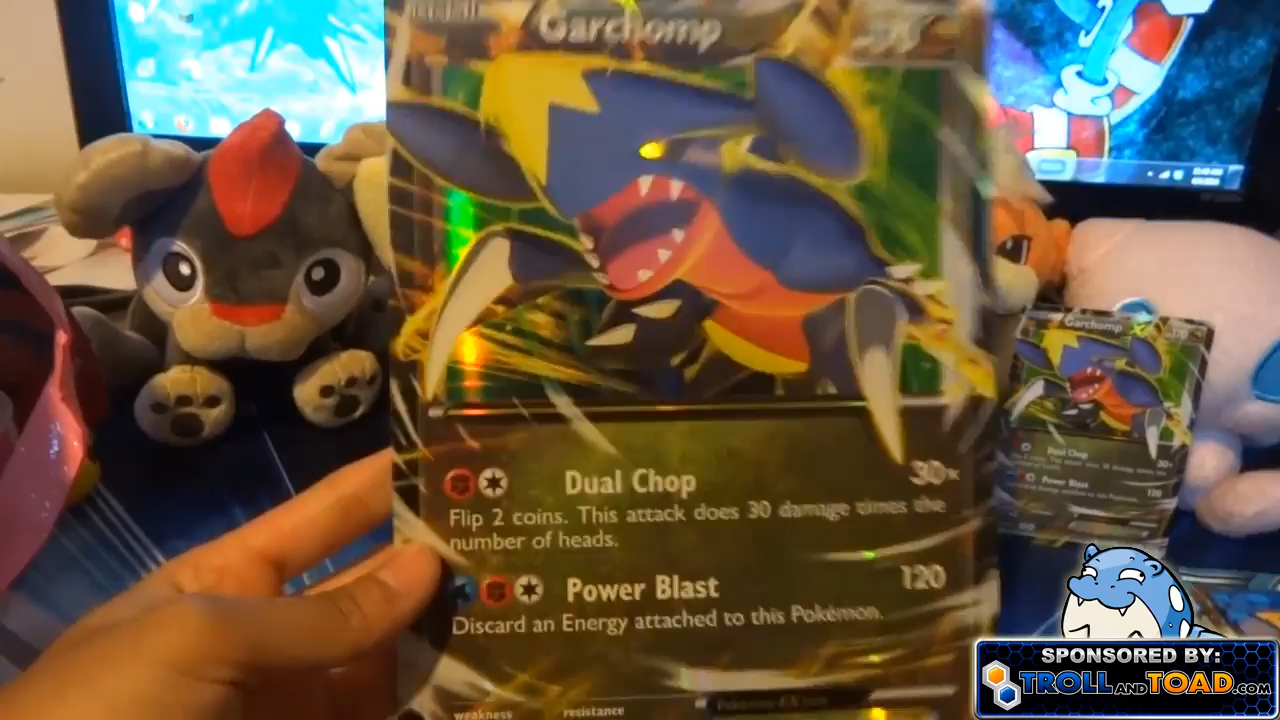 Garchomp
Dual Chop 30×
Flip 2 coins. This attack does 30 damage times the
number of heads.
Power Blast 120
Discard an Energy attached to this Pokémon.
weakness resistance
Garchomp
Dual Chop 30×
Power Blast 120
SPONSORED BY:
TROLL AND TOAD.COM